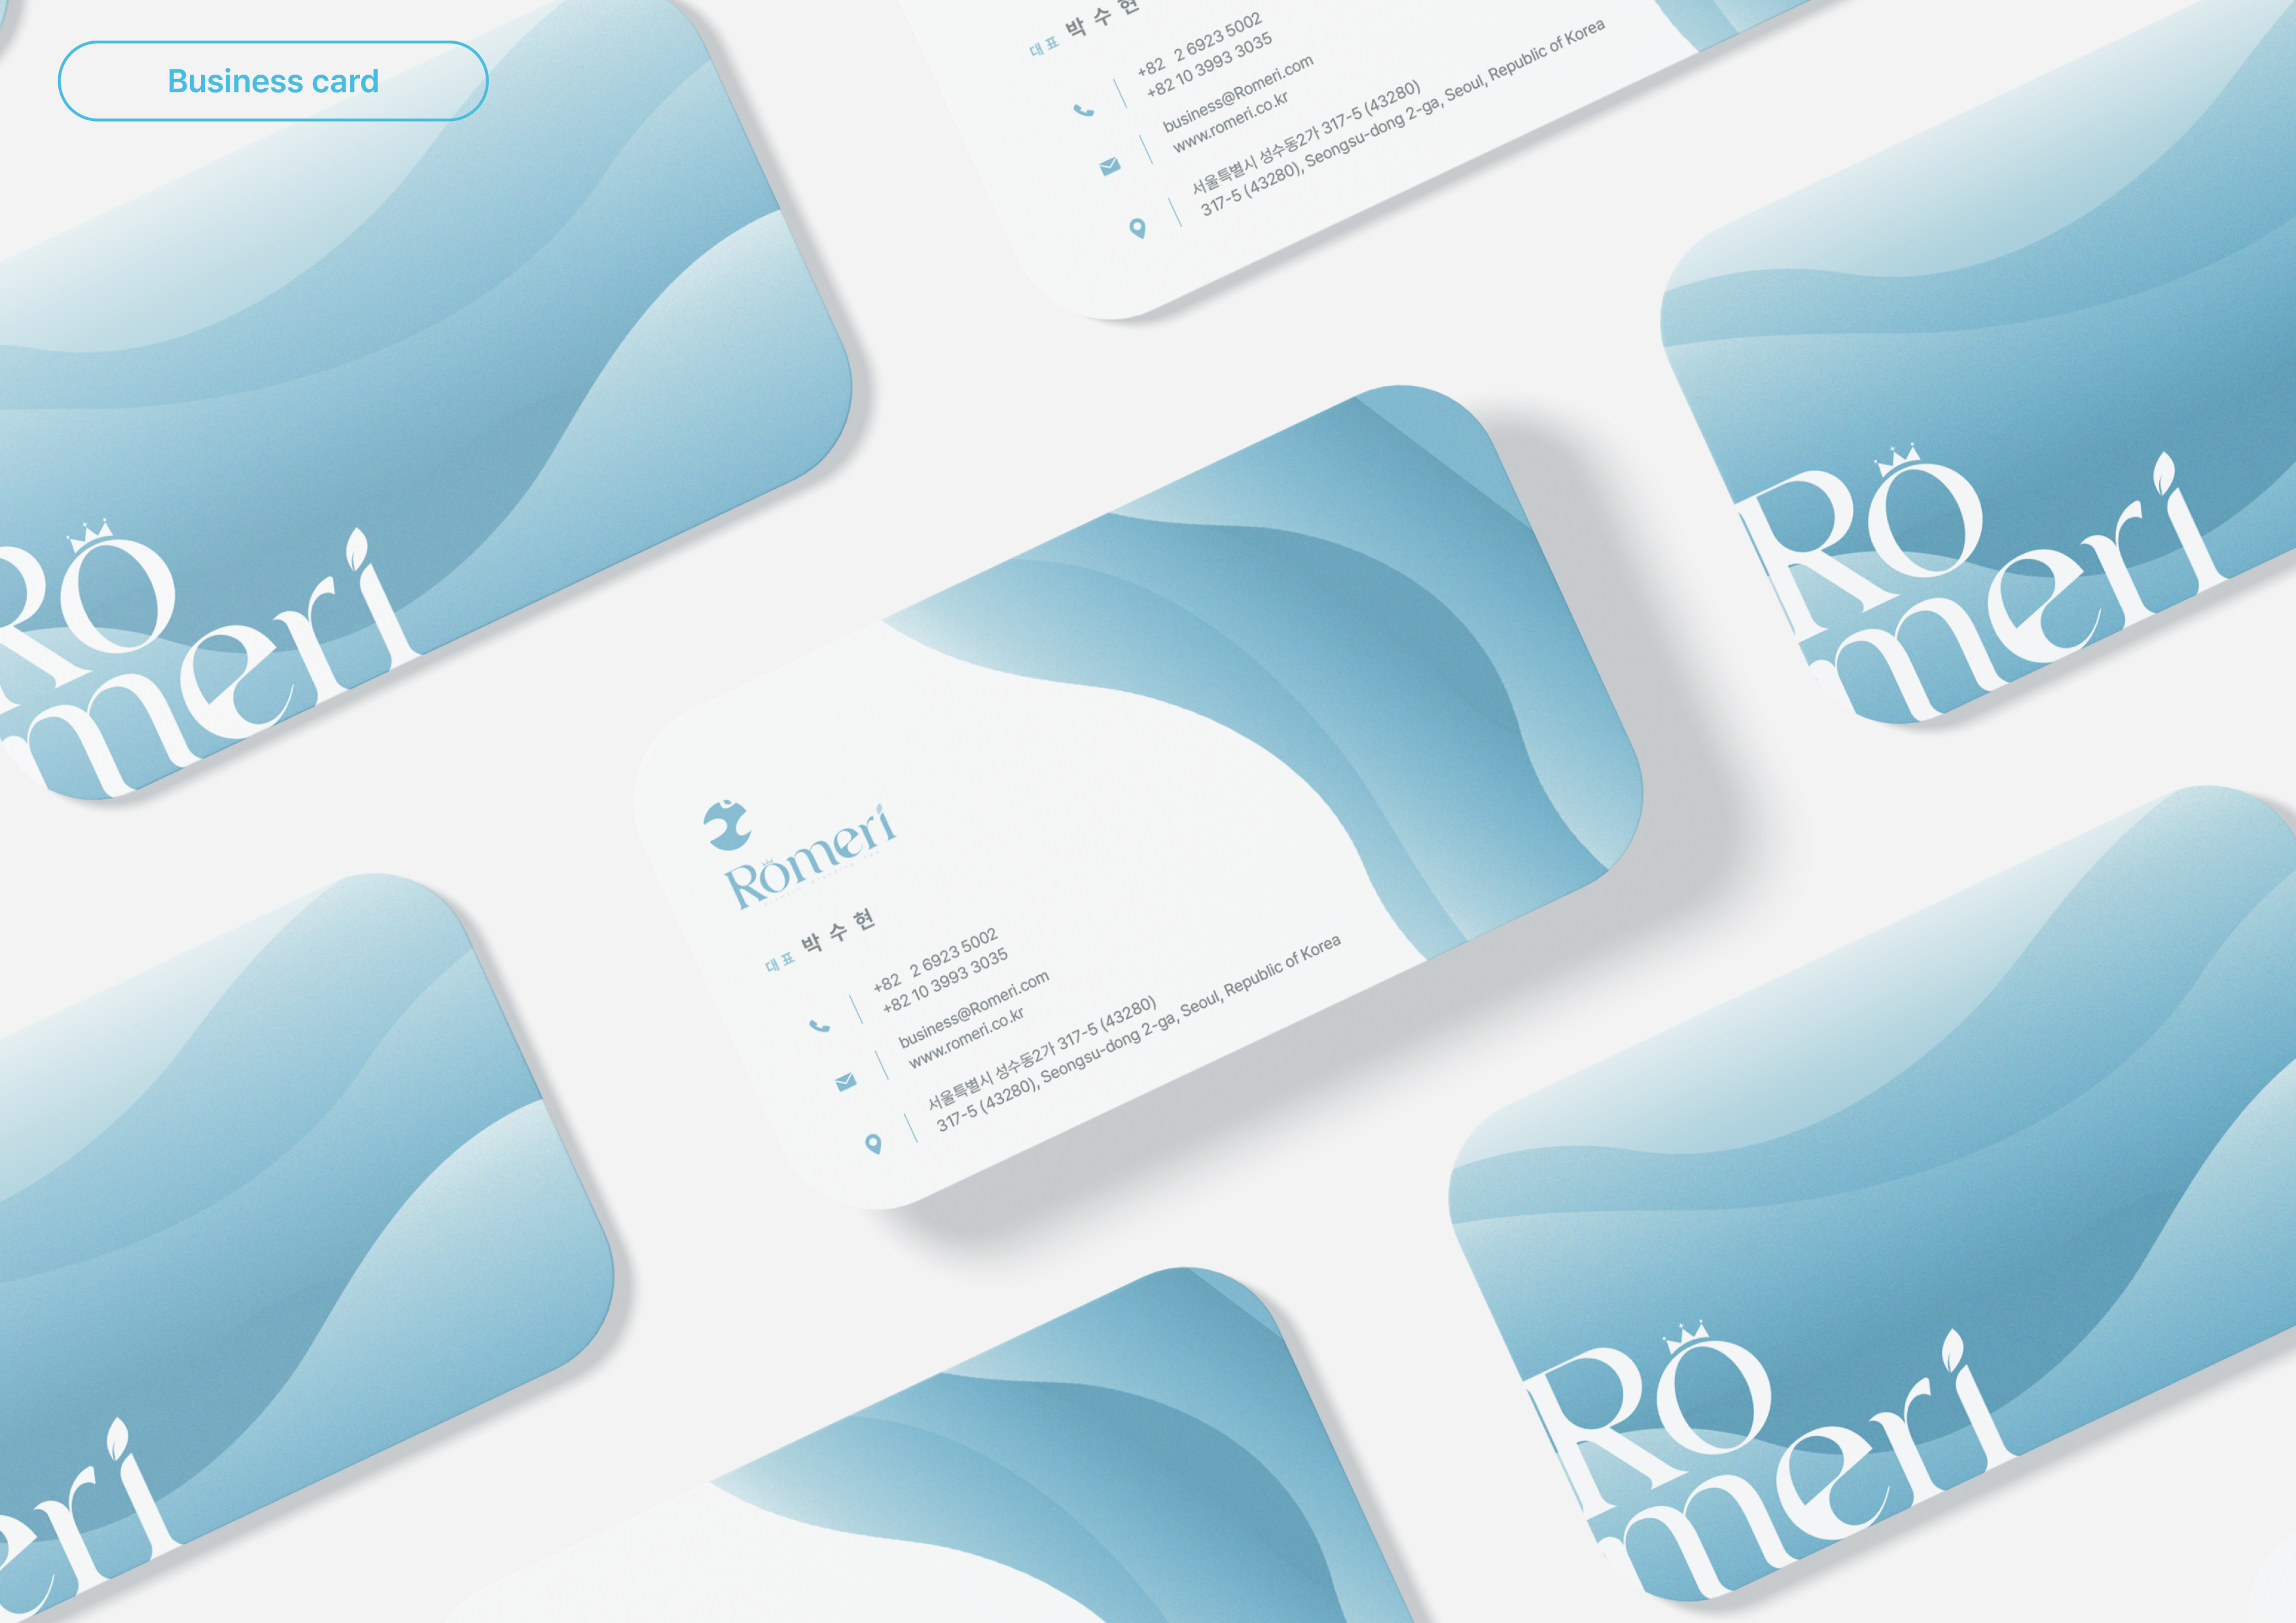 Business card
대표 박수현
+82 2 6923 5002
+82 10 3993 3035
business@Romeri.com
www.romeri.co.kr
서울특별시 성수동2가 317-5 (43280)
317-5 (43280), Seongsu-dong 2-ga, Seoul, Republic of Korea
Ro
meri
Ro
meri
Romeri
대표 박수현
+82 2 6923 5002
+82 10 3993 3035
business@Romeri.com
www.romeri.co.kr
서울특별시 성수동2가 317-5 (43280)
317-5 (43280), Seongsu-dong 2-ga, Seoul, Republic of Korea
eri
Ro
meri